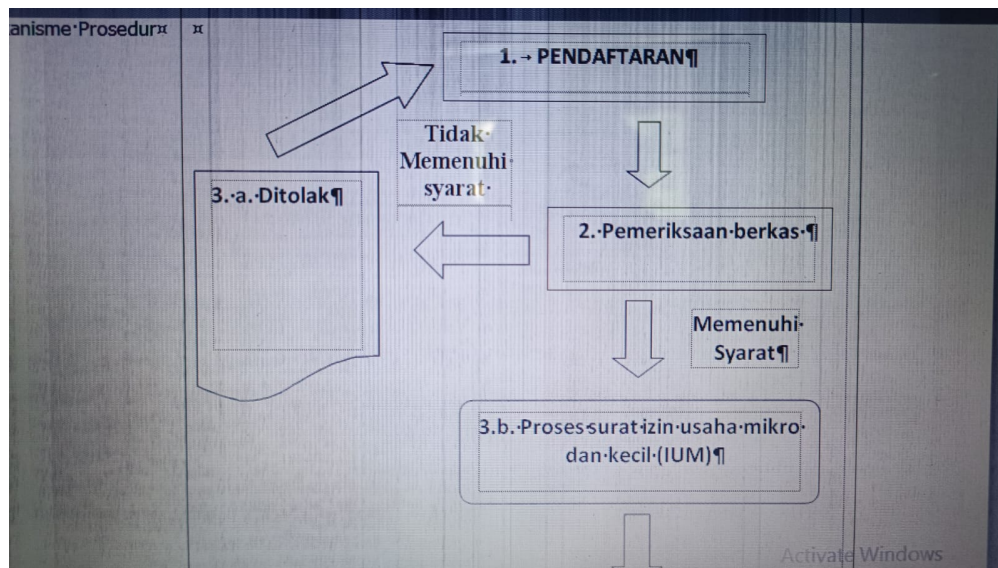 anisme Prosedur
1. → PENDAFTARAN¶
Tidak
Memenuhi
syarat
3. a. Ditolak¶
2. Pemeriksaan berkas ¶
Memenuhi
Syarat¶
3.b. Proses surat izin usaha mikro
dan kecil (IUM)¶
Activate Windows